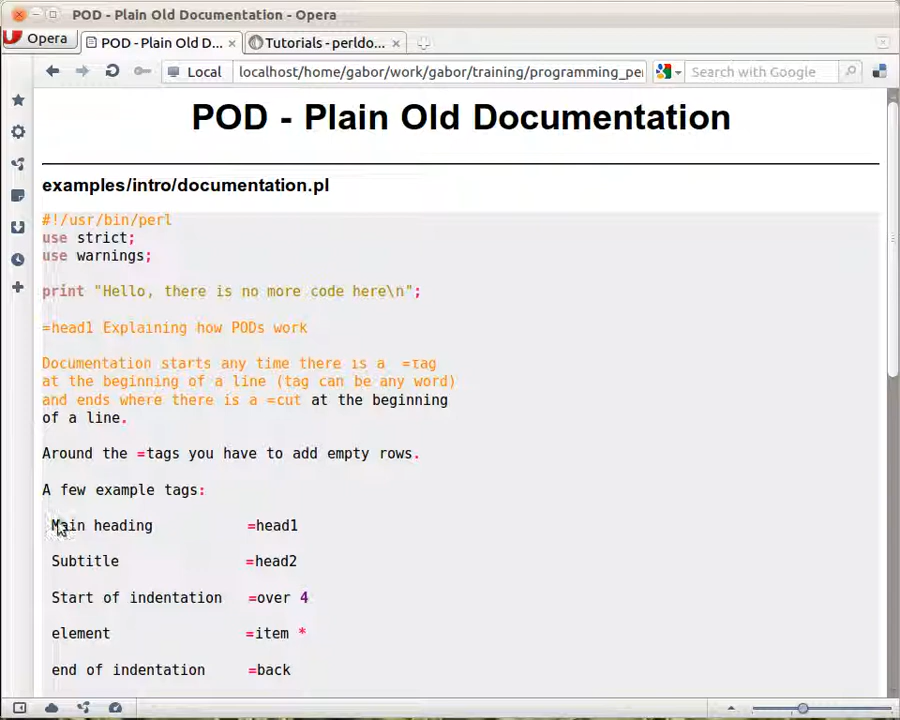 POD - Plain Old Documentation - Opera
Opera
POD - Plain Old D...
Tutorials - perldo...
Local
localhost/home/gabor/work/gabor/training/programming_per
Search with Google
POD - Plain Old Documentation
examples/intro/documentation.pl
#!/usr/bin/perl
use strict;
use warnings;
print "Hello, there is no more code here\n";
=head1 Explaining how PODs work
Documentation starts any time there is a =tag
at the beginning of a line (tag can be any word)
and ends where there is a =cut at the beginning
of a line.
Around the =tags you have to add empty rows.
A few example tags:
Main heading =head1
Subtitle =head2
Start of indentation =over 4
element =item *
end of indentation =back